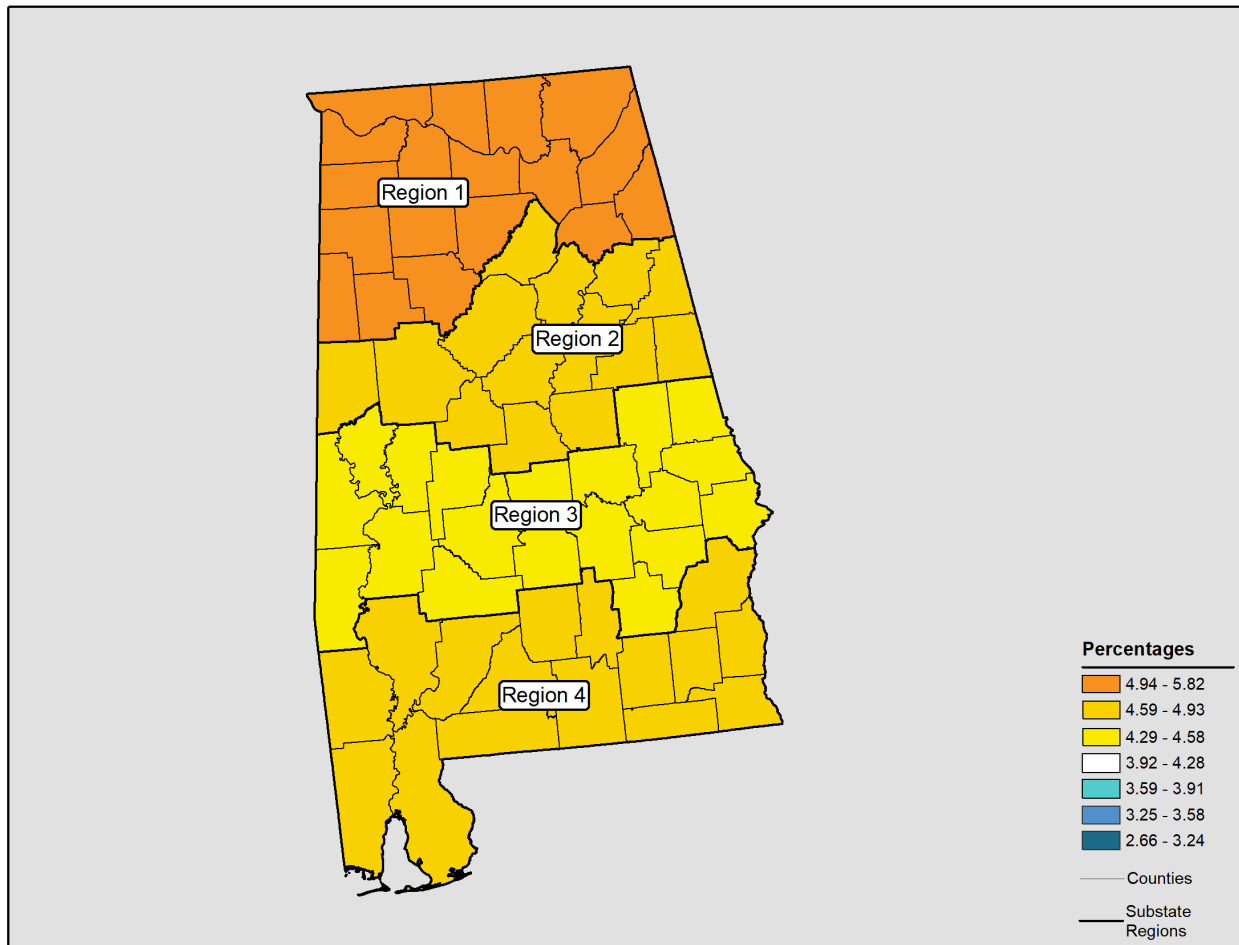 Region 1
Region 2
Region 3
Region 4
Percentages
4.94 - 5.82
4.59 - 4.93
4.29 - 4.58
3.92 - 4.28
3.59 - 3.91
3.25 - 3.58
2.66 - 3.24
Counties
Substate
Regions